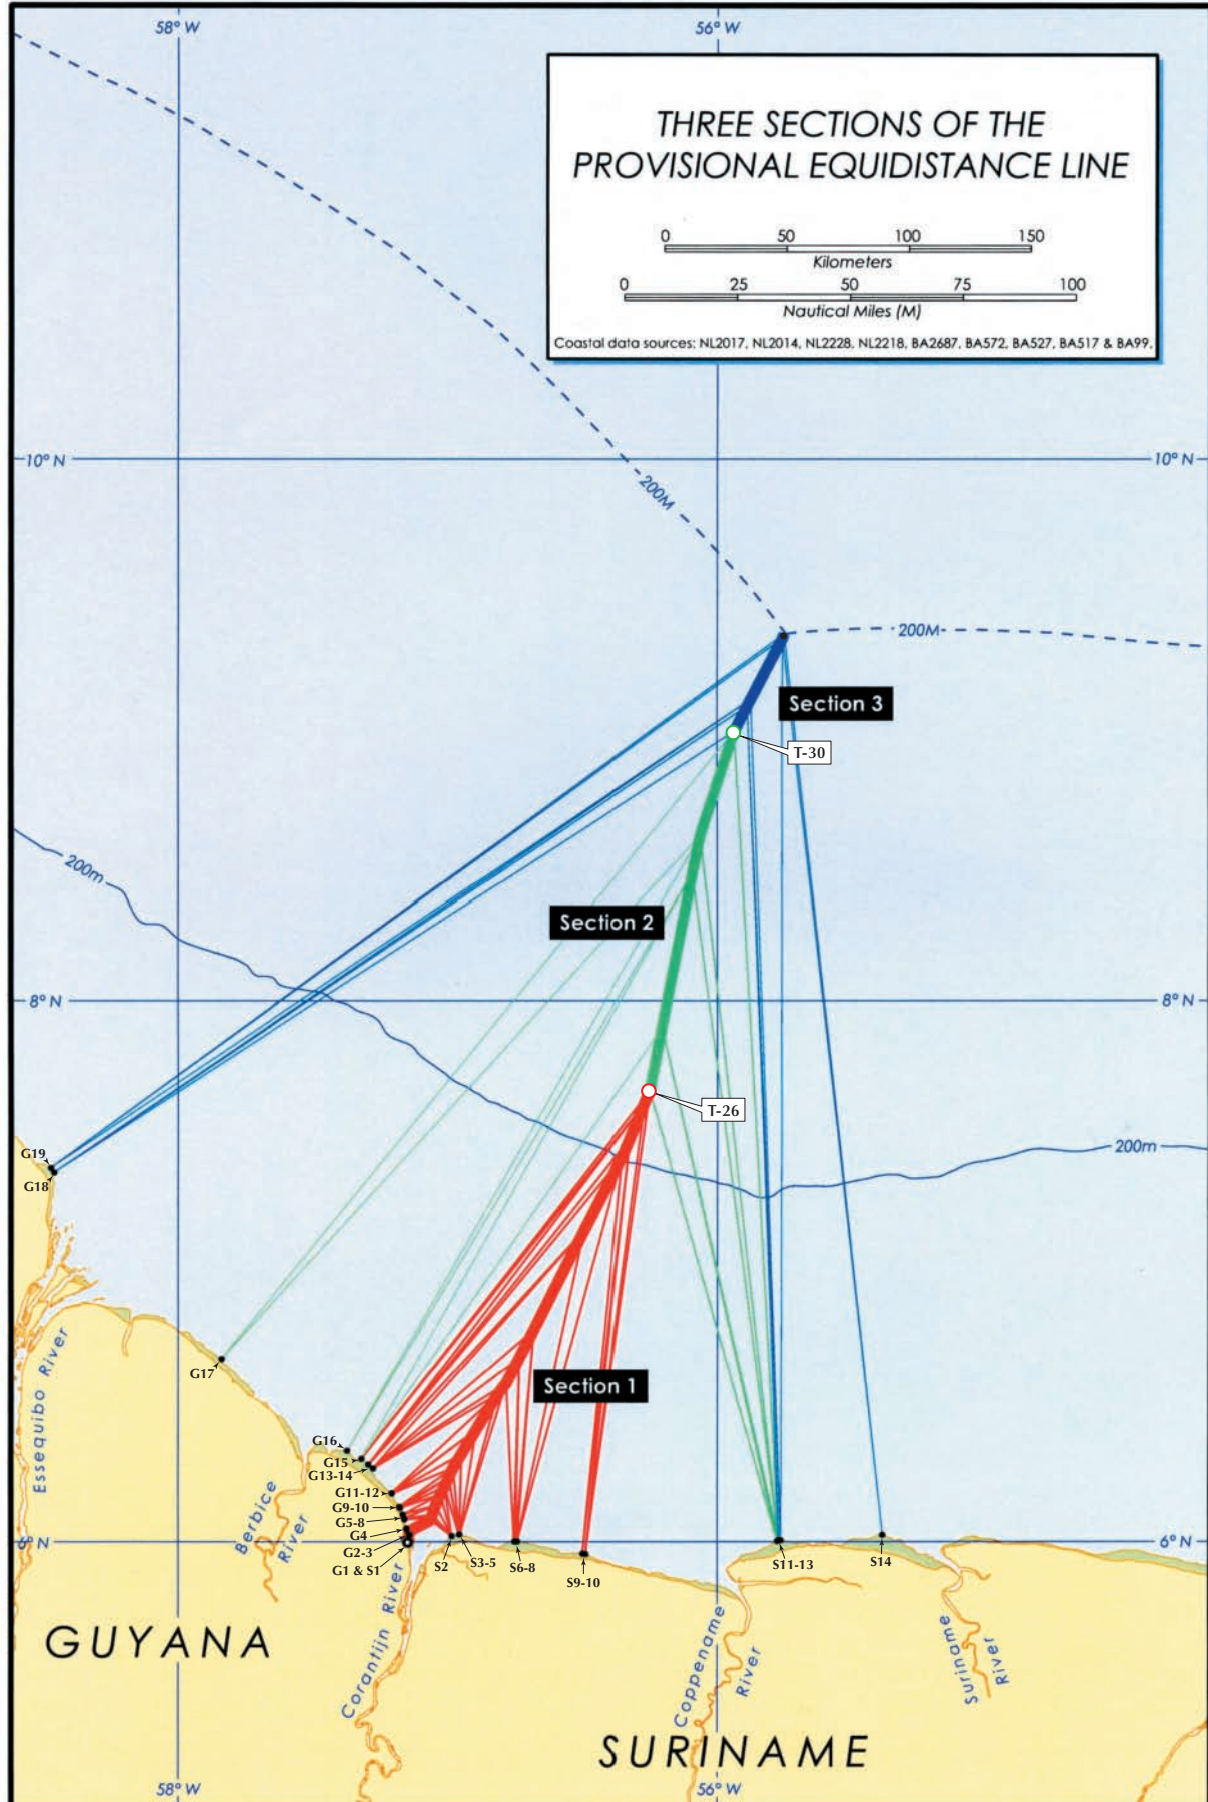 58° W
56° W
THREE SECTIONS OF THE
PROVISIONAL EQUIDISTANCE LINE
0 50 100 150
Kilometers
0 25 50 75 100
Nautical Miles (M)
Coastal data sources: NL2017, NL2014, NL2228, NL2218, BA2687, BA572, BA527, BA517 & BA99.
10° N
10° N
200M
200M
Section 3
T-30
200m
Section 2
8° N
8° N
T-26
200m
G19
G18
G17
Section 1
G16
G15
G13-14
G11-12
G9-10
G5-8
G4
G2-3
G1 & S1
6° N
6° N
S2
S3-5
S6-8
S9-10
S11-13
S14
Essequibo River
Berbice
River
Corantijn River
Coppename
River
Suriname
River
GUYANA
SURINAME
58° W
56° W